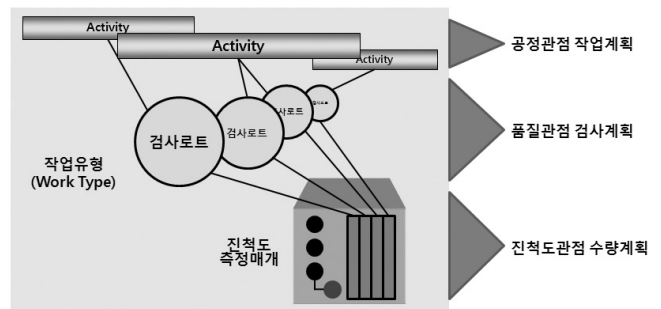 Activity
Activity
Activity
공정관점 작업계획
검사로트
검사로트
검사로트
품질관점 검사계획
작업유형
(Work Type)
진척도
측정매개
진척도관점 수량계획